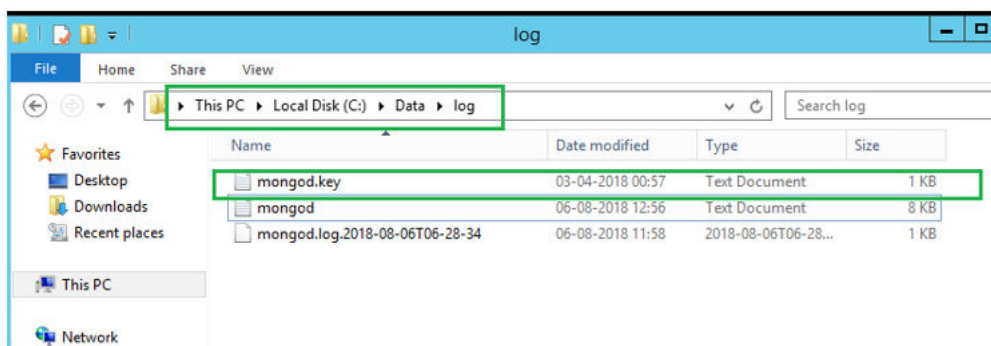 log
File Home Share View
This PC Local Disk (C:) Data log
Search log
Favorites
Desktop
Downloads
Recent places
This PC
Network
Name Date modified Type Size
mongod.key 03-04-2018 00:57 Text Document 1 KB
mongod 06-08-2018 12:56 Text Document 8 KB
mongod.log.2018-08-06T06-28-34 06-08-2018 11:58 2018-08-06T06-28... 1 KB